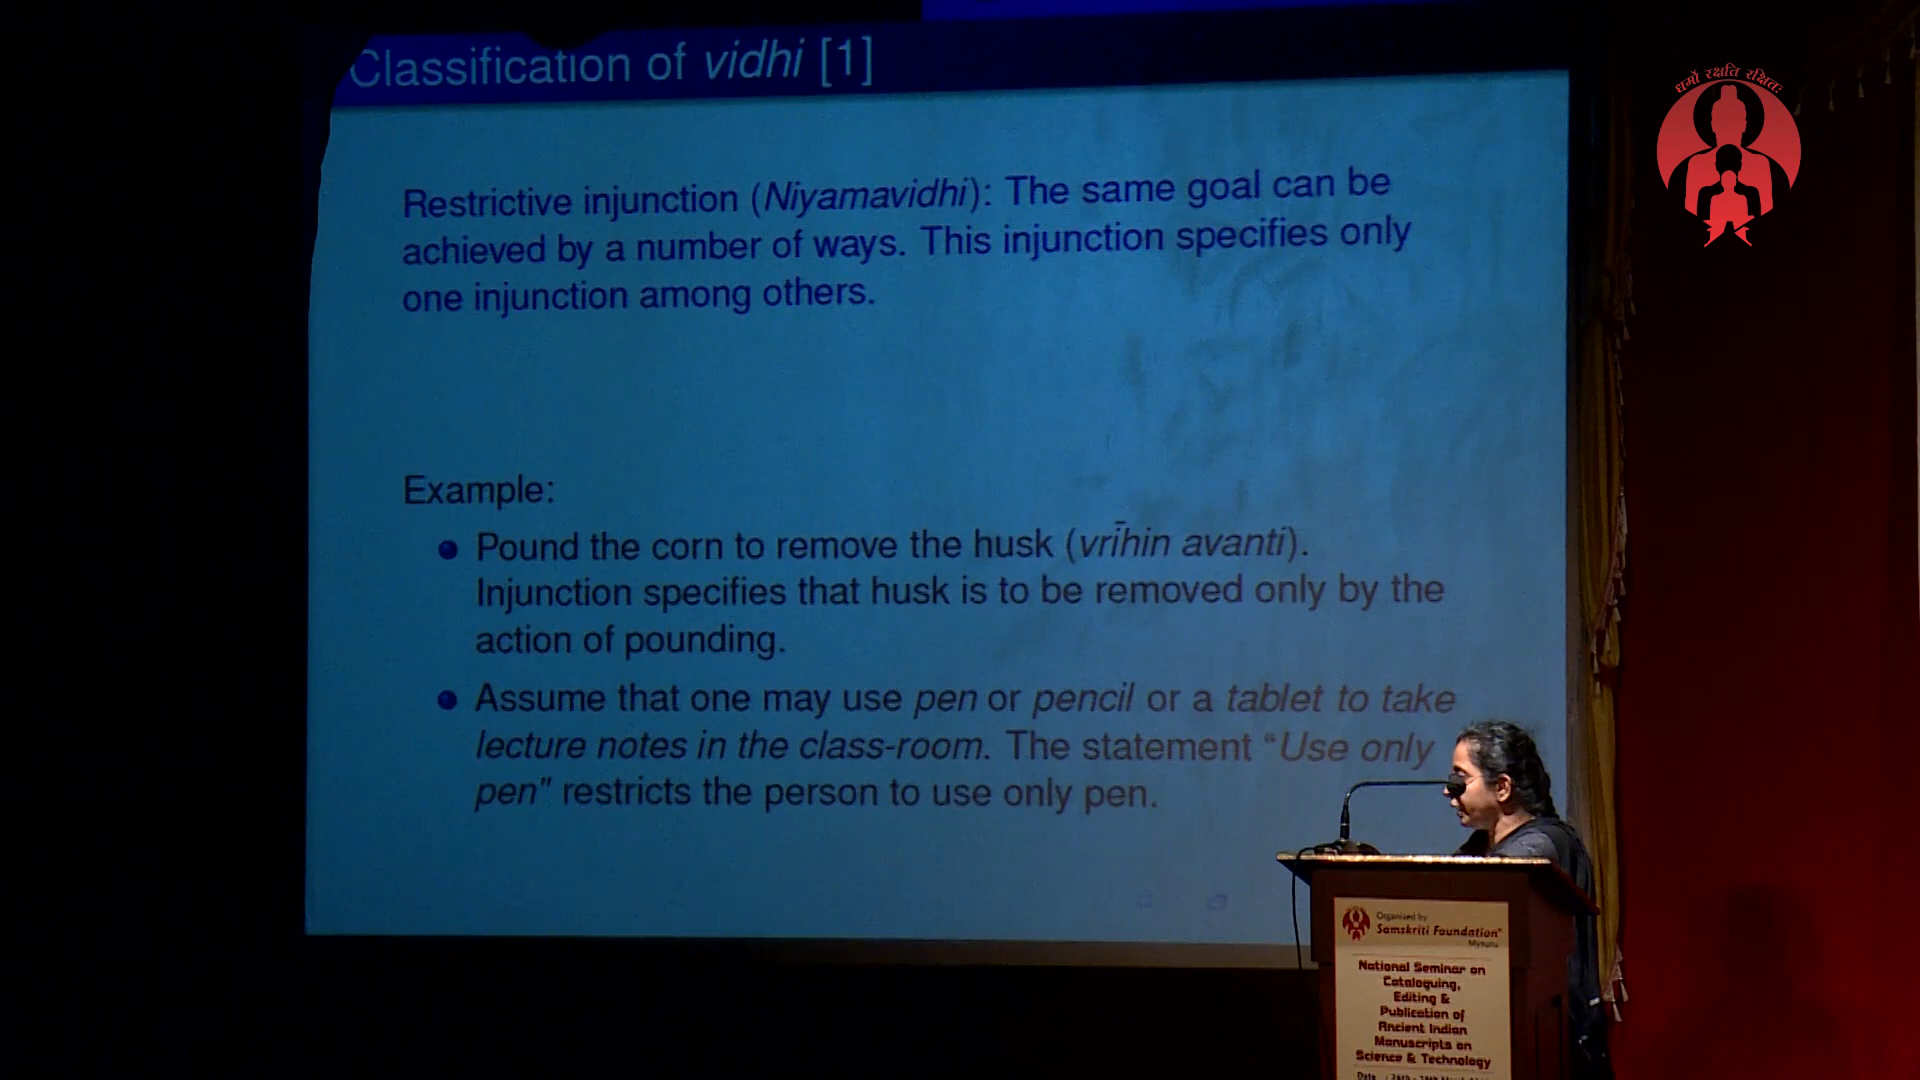 Classification of vidhi [1]
धर्मो रक्षति रक्षितः
Restrictive injunction (Niyamavidhi): The same goal can be
achieved by a number of ways. This injunction specifies only
one injunction among others.
Example:
Pound the corn to remove the husk (vrīhin avanti).
Injunction specifies that husk is to be removed only by the
action of pounding.
Assume that one may use pen or pencil or a tablet to take
lecture notes in the class-room. The statement "Use only
pen" restricts the person to use only pen.
Organised by
Samskriti Foundation®
Mysuru
National Seminar on
Cataloguing,
Editing &
Publication of
Ancient Indian
Manuscripts on
Science & Technology
Date